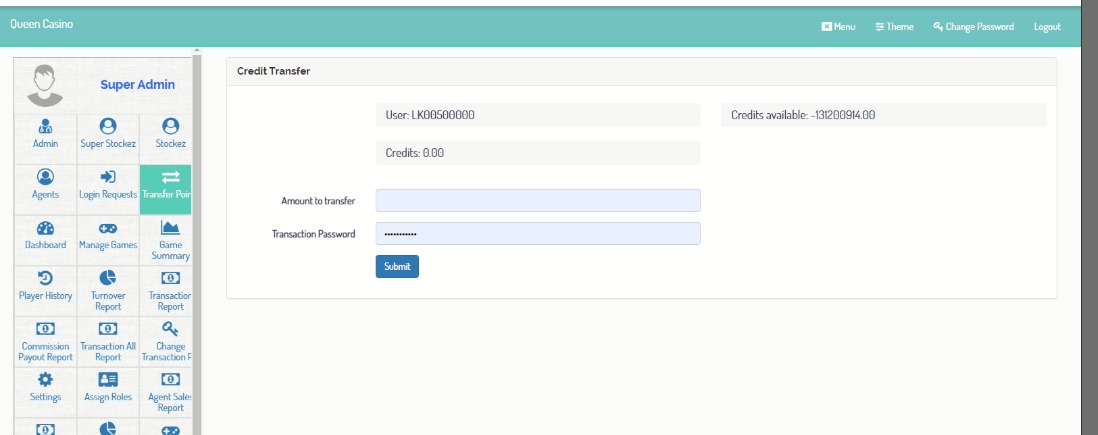 Queen Casino
Menu
Theme
Change Password
Logout
Super Admin
Admin
Super Stockez
Stockez
Agents
Login Requests
Transfer Poin
Dashboard
Manage Games
Game
Summary
Player History
Turnover
Report
Transaction
Report
Commission
Payout Report
Transaction All
Report
Change
Transaction P
Settings
Assign Roles
Agent Sales
Report
Credit Transfer
User: LK00500000
Credits available: -131200914.00
Credits: 0.00
Amount to transfer
Transaction Password
Submit